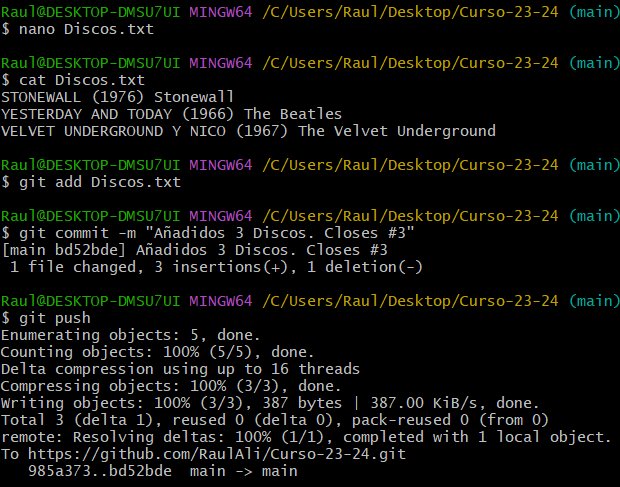 Raul@DESKTOP-DMSU7UI MINGW64 /C/Users/Raul/Desktop/Curso-23-24 (main)
$ nano Discos.txt
Raul@DESKTOP-DMSU7UI MINGW64 /C/Users/Raul/Desktop/Curso-23-24 (main)
$ cat Discos.txt
STONEWALL (1976) Stonewall
YESTERDAY AND TODAY (1966) The Beatles
VELVET UNDERGROUND Y NICO (1967) The Velvet Underground
Raul@DESKTOP-DMSU7UI MINGW64 /C/Users/Raul/Desktop/Curso-23-24 (main)
$ git add Discos.txt
Raul@DESKTOP-DMSU7UI MINGW64 /C/Users/Raul/Desktop/Curso-23-24 (main)
$ git commit -m "Añadidos 3 Discos. Closes #3"
[main bd52bde] Añadidos 3 Discos. Closes #3
 1 file changed, 3 insertions(+), 1 deletion(-)
Raul@DESKTOP-DMSU7UI MINGW64 /C/Users/Raul/Desktop/Curso-23-24 (main)
$ git push
Enumerating objects: 5, done.
Counting objects: 100% (5/5), done.
Delta compression using up to 16 threads
Compressing objects: 100% (3/3), done.
Writing objects: 100% (3/3), 387 bytes | 387.00 KiB/s, done.
Total 3 (delta 1), reused 0 (delta 0), pack-reused 0 (from 0)
remote: Resolving deltas: 100% (1/1), completed with 1 local object.
To https://github.com/RaulAli/Curso-23-24.git
   985a373..bd52bde  main -> main